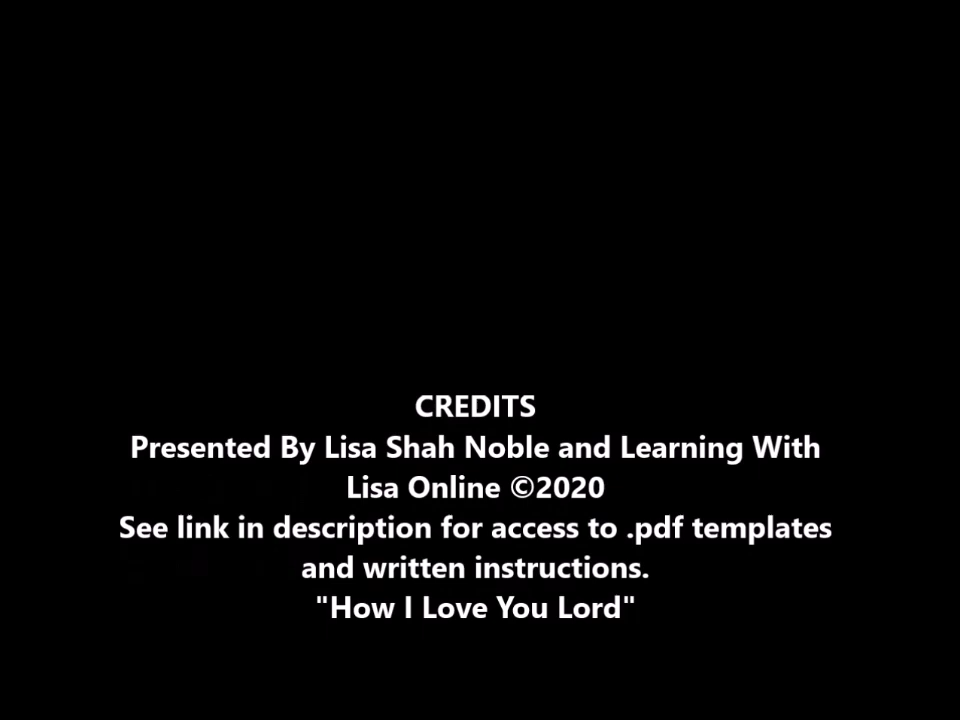 CREDITS
Presented By Lisa Shah Noble and Learning With
Lisa Online ©2020
See link in description for access to .pdf templates
and written instructions.
"How I Love You Lord"